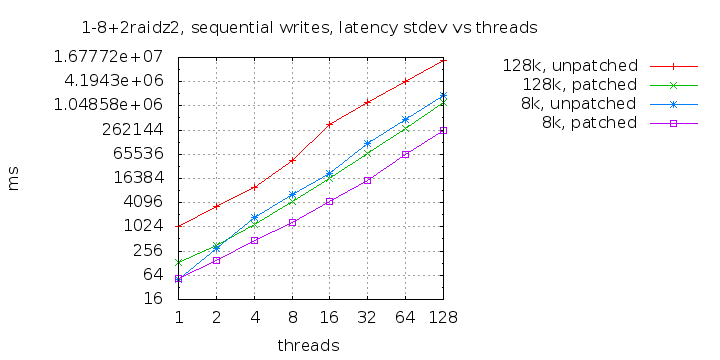 1-8+2raidz2, sequential writes, latency stdev vs threads
1.67772e+07
4.1943e+06
1.04858e+06
262144
65536
16384
4096
1024
256
64
16
ms
1 2 4 8 16 32 64 128
threads
128k, unpatched
128k, patched
8k, unpatched
8k, patched